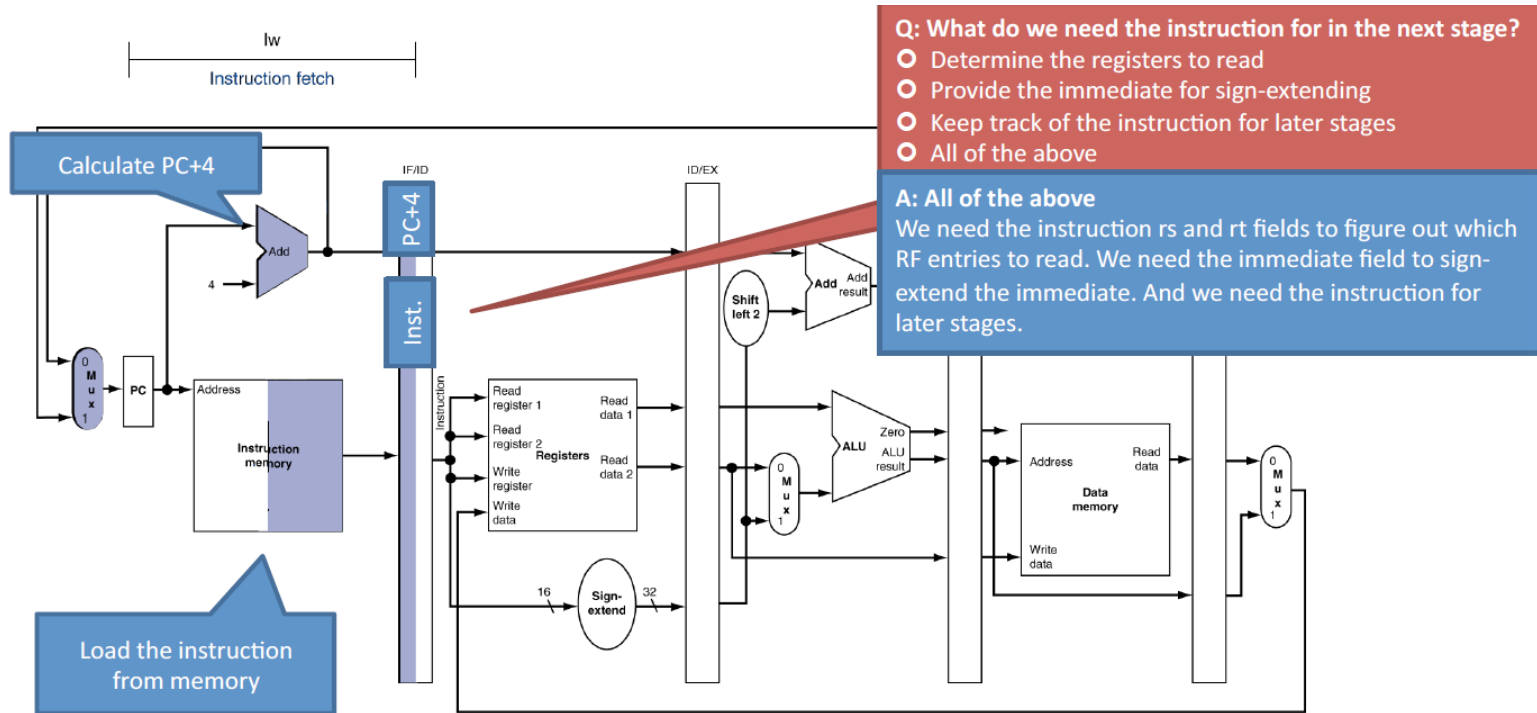 lw
Instruction fetch
Q: What do we need the instruction for in the next stage?
Determine the registers to read
Provide the immediate for sign-extending
Keep track of the instruction for later stages
All of the above
A: All of the above
We need the instruction rs and rt fields to figure out which
RF entries to read. We need the immediate field to sign-
extend the immediate. And we need the instruction for
later stages.
Calculate PC+4
IF/ID
ID/EX
PC+4
Inst.
Add
4
Shift
left 2
Add
Add
result
0
M
u
x
1
PC
Address
Instruction
memory
Instruction
Read
register 1
Read
register 2
Write
register
Write
data
Registers
Read
data 1
Read
data 2
0
M
u
x
1
ALU
Zero
ALU
result
Address
Write
data
Data
memory
Read
data
0
M
u
x
1
16
Sign-
extend
32
Load the instruction
from memory